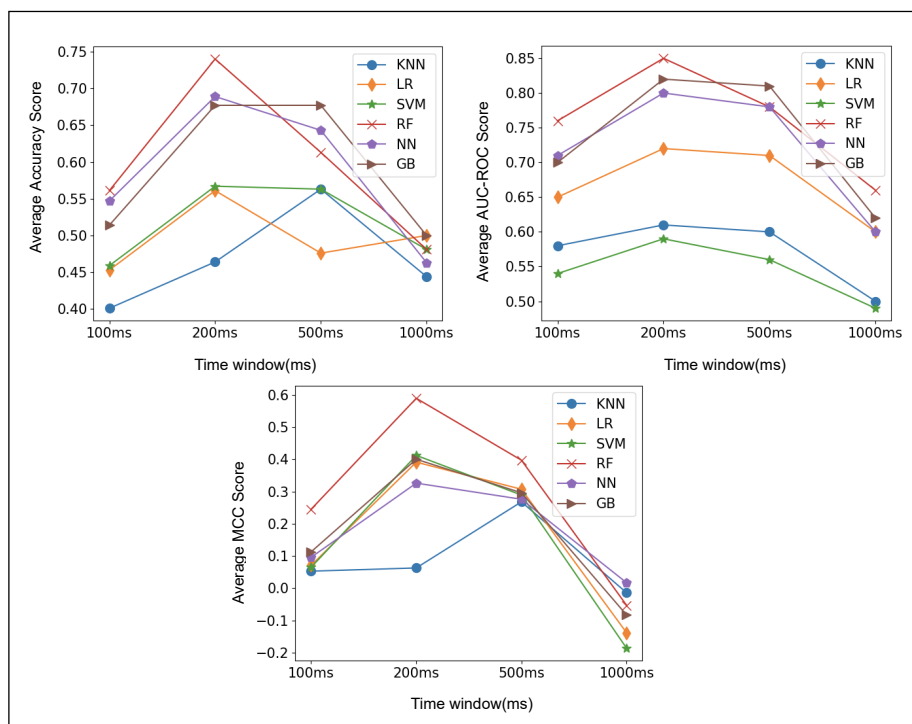 Average Accuracy Score
0.75
0.70
0.65
0.60
0.55
0.50
0.45
0.40
100ms 200ms 500ms 1000ms
Time window(ms)
KNN
LR
SVM
RF
NN
GB
Average AUC-ROC Score
0.85
0.80
0.75
0.70
0.65
0.60
0.55
0.50
100ms 200ms 500ms 1000ms
Time window(ms)
KNN
LR
SVM
RF
NN
GB
Average MCC Score
0.6
0.5
0.4
0.3
0.2
0.1
0.0
−0.1
−0.2
100ms 200ms 500ms 1000ms
Time window(ms)
KNN
LR
SVM
RF
NN
GB